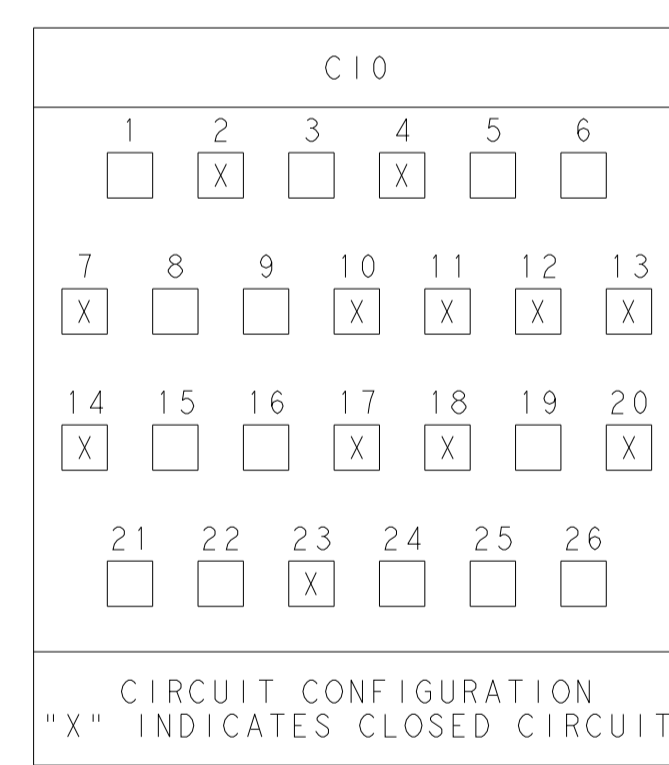 C10
1 2 3 4 5 6
X X
7 8 9 10 11 12 13
X X X X X
14 15 16 17 18 19 20
X X X X
21 22 23 24 25 26
X
CIRCUIT CONFIGURATION
"X" INDICATES CLOSED CIRCUIT